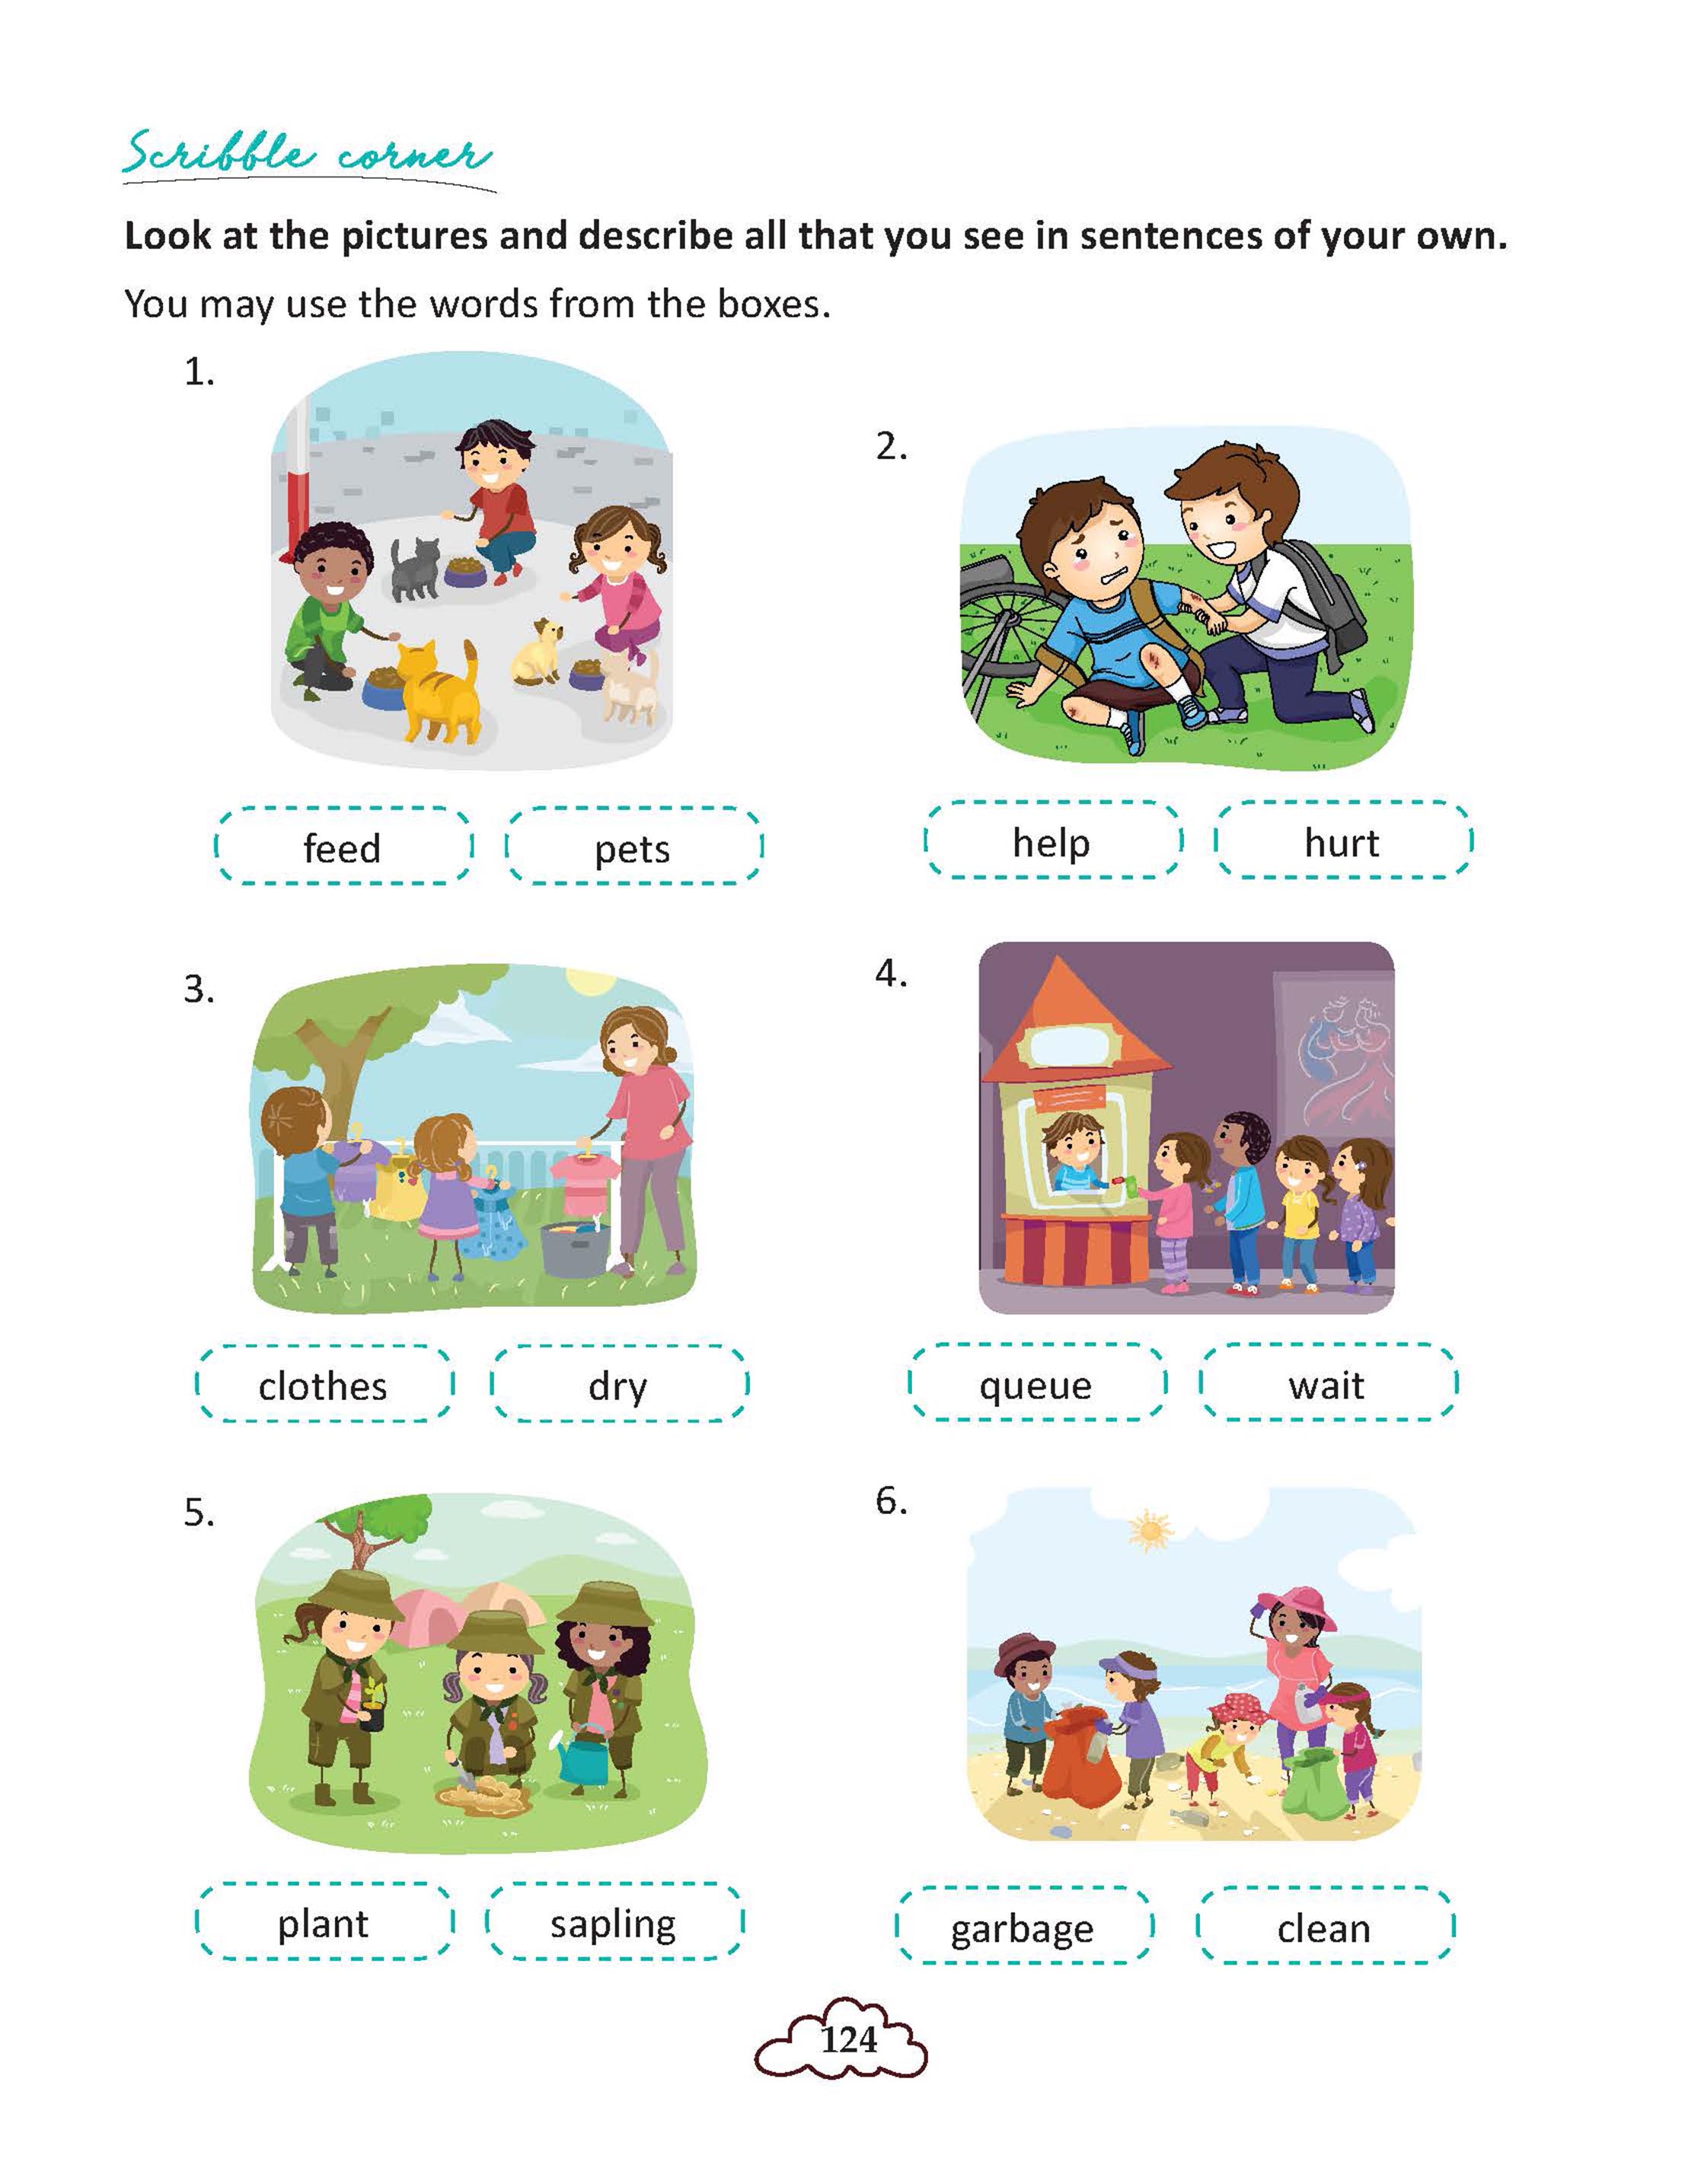 Scribble corner
Look at the pictures and describe all that you see in sentences of your own.
You may use the words from the boxes.
1.
2.
feed
pets
help
hurt
3.
4.
clothes
dry
queue
wait
5.
6.
plant
sapling
garbage
clean
124